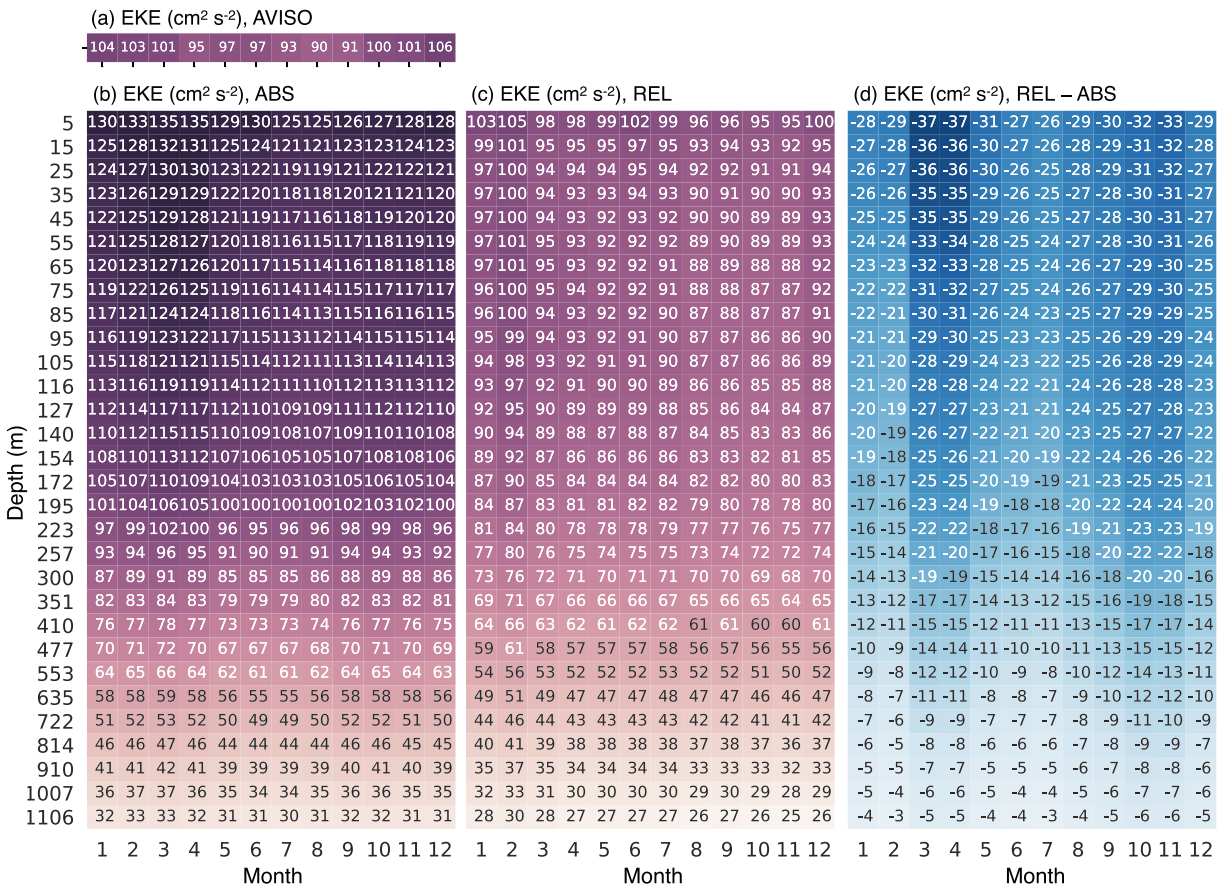 (a) EKE (cm² s⁻²), AVISO
104 103 101 95 97 97 93 90 91 100 101 106
(b) EKE (cm² s⁻²), ABS (c) EKE (cm² s⁻²), REL (d) EKE (cm² s⁻²), REL – ABS
5 130 133 135 135 129 130 125 125 126 127 128 128 103 105 98 98 99 102 99 96 96 95 95 100 -28 -29 -37 -37 -31 -27 -26 -29 -30 -32 -33 -29
15 125 128 132 131 124 124 121 121 123 123 124 123 99 101 95 95 95 97 95 93 94 93 92 95 -27 -28 -36 -36 -30 -27 -26 -28 -29 -31 -32 -28
25 124 127 130 130 123 122 119 119 121 122 122 121 97 100 94 94 94 95 94 92 92 91 91 94 -26 -27 -36 -36 -30 -27 -25 -28 -29 -31 -32 -27
35 123 126 129 129 122 120 118 118 120 121 121 120 97 100 94 93 93 94 93 90 91 90 90 93 -26 -26 -35 -35 -29 -26 -25 -27 -28 -30 -31 -27
45 122 125 129 128 121 119 117 116 118 119 120 120 97 100 94 93 92 93 92 90 90 89 89 93 -25 -25 -35 -35 -29 -26 -25 -27 -28 -30 -31 -27
55 121 125 128 127 120 118 116 115 117 118 119 119 97 101 95 93 92 92 92 89 90 89 89 93 -24 -24 -33 -34 -28 -25 -24 -27 -28 -30 -31 -26
65 120 123 127 126 120 117 115 114 116 118 118 118 97 101 95 93 92 92 91 88 89 88 88 92 -23 -23 -32 -33 -28 -25 -24 -26 -27 -29 -30 -25
75 119 122 126 125 119 116 114 114 115 117 117 117 96 100 95 94 92 92 91 88 88 87 87 92 -22 -22 -31 -32 -27 -25 -24 -26 -27 -29 -30 -25
85 117 121 124 124 118 116 114 113 115 116 116 115 96 100 94 94 92 92 90 87 88 87 87 91 -22 -21 -30 -31 -26 -24 -23 -26 -27 -29 -29 -25
95 116 119 123 122 117 115 113 112 114 115 115 114 95 99 94 93 92 91 90 87 87 86 86 90 -21 -21 -29 -30 -25 -23 -23 -25 -26 -28 -29 -24
105 115 118 121 121 115 114 112 111 113 114 114 113 94 98 93 92 91 91 90 87 87 86 86 89 -21 -20 -28 -29 -24 -23 -22 -25 -26 -28 -29 -24
116 113 116 119 119 114 112 111 110 112 113 113 112 93 97 92 91 90 90 89 86 86 85 85 88 -21 -20 -28 -28 -24 -22 -21 -24 -26 -28 -28 -24
127 112 114 117 117 112 110 109 109 111 112 112 110 92 95 90 89 89 89 88 85 86 84 84 87 -20 -19 -27 -27 -23 -21 -21 -24 -25 -27 -28 -23
140 110 112 115 115 110 109 108 107 109 110 110 108 90 94 89 88 87 88 87 84 85 83 83 86 -20 -19 -26 -27 -22 -21 -20 -23 -25 -27 -27 -22
154 108 110 113 112 107 106 105 105 107 108 108 106 89 92 87 86 86 86 86 83 83 82 81 85 -19 -18 -25 -26 -21 -20 -19 -22 -24 -26 -26 -22
172 105 107 110 109 104 103 103 103 105 106 105 104 87 90 85 84 84 84 84 82 82 80 80 83 -18 -17 -25 -25 -20 -19 -19 -21 -23 -25 -25 -21
195 101 104 106 105 100 100 100 100 102 103 102 100 84 87 83 81 81 82 82 79 80 78 78 80 -17 -16 -23 -24 -19 -18 -18 -20 -22 -24 -24 -20
223 97 99 102 100 96 95 96 96 98 99 98 96 81 84 80 78 78 78 79 77 77 76 75 77 -16 -15 -22 -22 -18 -17 -16 -19 -21 -23 -23 -19
257 93 94 96 95 91 90 91 91 94 94 93 92 77 80 76 75 74 75 75 73 74 72 72 74 -15 -14 -21 -20 -17 -16 -15 -18 -20 -22 -22 -18
300 87 89 91 89 85 85 85 86 88 89 88 86 73 76 72 71 70 71 71 70 70 69 68 70 -14 -13 -19 -19 -15 -14 -14 -16 -18 -20 -20 -16
351 82 83 84 83 79 79 79 80 82 83 82 81 69 71 67 66 66 66 67 65 66 65 64 65 -13 -12 -17 -17 -14 -13 -12 -15 -16 -19 -18 -15
410 76 77 78 77 73 73 73 74 76 77 76 75 64 66 63 62 61 62 62 61 61 60 60 61 -12 -11 -15 -15 -12 -12 -11 -13 -15 -17 -17 -14
477 70 71 72 70 67 67 67 68 70 71 70 69 59 61 58 57 57 57 58 56 57 56 55 56 -10 -9 -14 -14 -11 -10 -10 -11 -13 -15 -15 -12
553 64 65 66 64 62 61 61 62 64 65 64 63 54 56 53 52 52 52 53 52 52 51 50 52 -9 -8 -12 -12 -10 -9 -8 -10 -12 -14 -13 -11
635 58 58 59 58 56 55 55 56 58 58 58 56 49 51 49 47 47 47 48 47 47 46 46 47 -8 -7 -11 -11 -8 -8 -7 -9 -10 -12 -12 -10
722 51 52 53 52 50 49 49 50 52 52 51 50 44 46 44 43 43 43 43 42 42 41 41 42 -7 -6 -9 -9 -7 -7 -7 -8 -9 -11 -10 -9
814 46 46 47 46 44 44 44 44 46 46 45 45 40 41 39 38 38 38 38 37 38 37 36 37 -6 -5 -8 -8 -6 -6 -6 -7 -8 -9 -9 -7
910 41 41 42 41 39 39 39 39 40 41 40 39 35 37 35 34 34 34 34 33 33 33 32 33 -5 -5 -7 -7 -5 -5 -5 -6 -7 -8 -8 -6
1007 36 37 37 36 35 34 34 35 36 36 35 35 32 33 31 30 30 30 30 29 30 29 28 29 -5 -4 -6 -6 -5 -5 -4 -5 -6 -7 -7 -6
1106 32 33 33 32 31 31 30 31 32 32 31 31 28 30 28 27 27 27 27 26 27 26 25 26 -4 -3 -5 -5 -4 -4 -3 -4 -5 -6 -6 -5
Depth (m)
1 2 3 4 5 6 7 8 9 10 11 12 1 2 3 4 5 6 7 8 9 10 11 12 1 2 3 4 5 6 7 8 9 10 11 12
Month Month Month